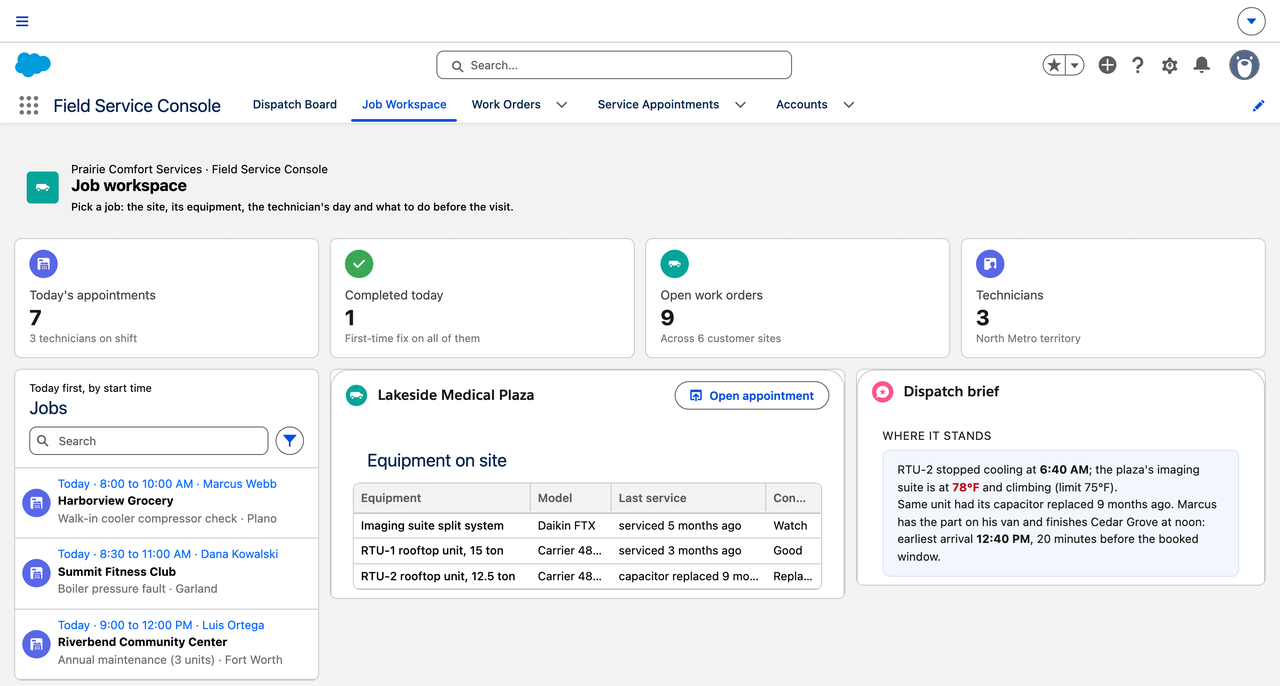 Search...
Field Service Console
Dispatch Board
Job Workspace
Work Orders
Service Appointments
Accounts
Prairie Comfort Services · Field Service Console
Job workspace
Pick a job: the site, its equipment, the technician's day and what to do before the visit.
Today's appointments
7
3 technicians on shift
Completed today
1
First-time fix on all of them
Open work orders
9
Across 6 customer sites
Technicians
3
North Metro territory
Today first, by start time
Jobs
Search
Today · 8:00 to 10:00 AM · Marcus Webb
Harborview Grocery
Walk-in cooler compressor check · Plano
Today · 8:30 to 11:00 AM · Dana Kowalski
Summit Fitness Club
Boiler pressure fault · Garland
Today · 9:00 to 12:00 PM · Luis Ortega
Riverbend Community Center
Annual maintenance (3 units) · Fort Worth
Lakeside Medical Plaza
Open appointment
Equipment on site
Equipment Model Last service Con...
Imaging suite split system Daikin FTX serviced 5 months ago Watch
RTU-1 rooftop unit, 15 ton Carrier 48... serviced 3 months ago Good
RTU-2 rooftop unit, 12.5 ton Carrier 48... capacitor replaced 9 mo... Repla...
Dispatch brief
WHERE IT STANDS
RTU-2 stopped cooling at 6:40 AM; the plaza's imaging
suite is at 78°F and climbing (limit 75°F).
Same unit had its capacitor replaced 9 months ago. Marcus
has the part on his van and finishes Cedar Grove at noon:
earliest arrival 12:40 PM, 20 minutes before the booked
window.